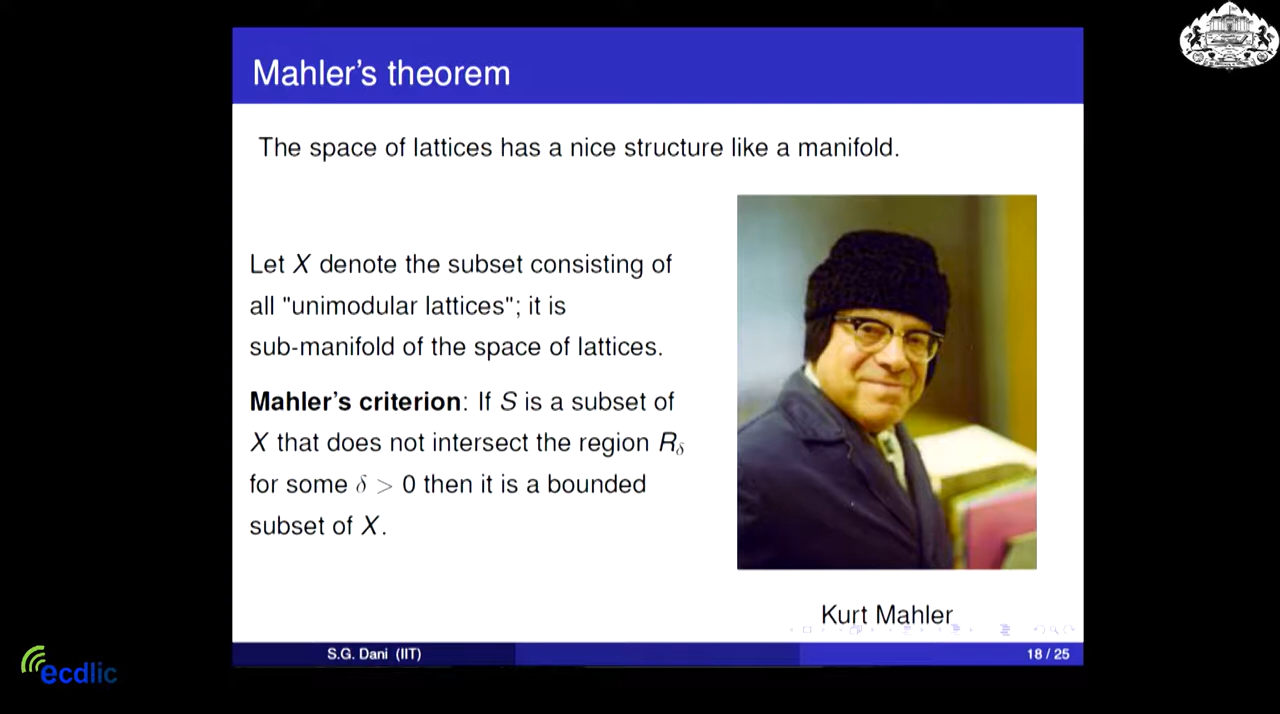 Mahler's theorem
The space of lattices has a nice structure like a manifold.
Let X denote the subset consisting of
all "unimodular lattices"; it is
sub-manifold of the space of lattices.
Mahler's criterion: If S is a subset of
X that does not intersect the region Rδ
for some δ > 0 then it is a bounded
subset of X.
Kurt Mahler
S.G. Dani (IIT)
18 / 25
ecdlic